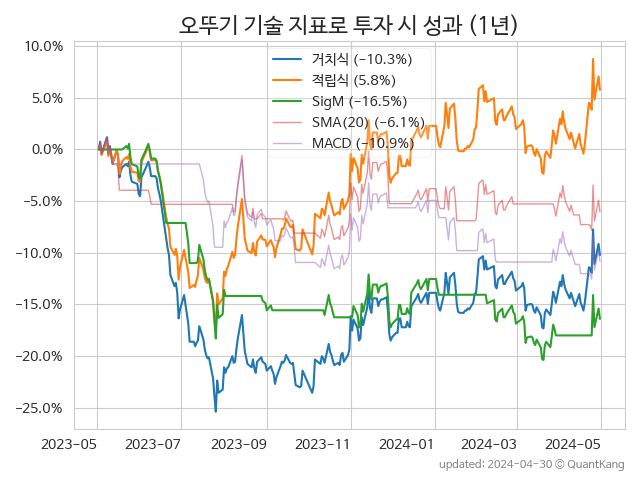 오뚜기 기술 지표로 투자 시 성과 (1년)
10.0%
5.0%
0.0%
−5.0%
−10.0%
−15.0%
−20.0%
−25.0%
거치식 (−10.3%)
적립식 (5.8%)
SigM (−16.5%)
SMA(20) (−6.1%)
MACD (−10.9%)
2023-05 2023-07 2023-09 2023-11 2024-01 2024-03 2024-05
updated: 2024-04-30 © QuantKang